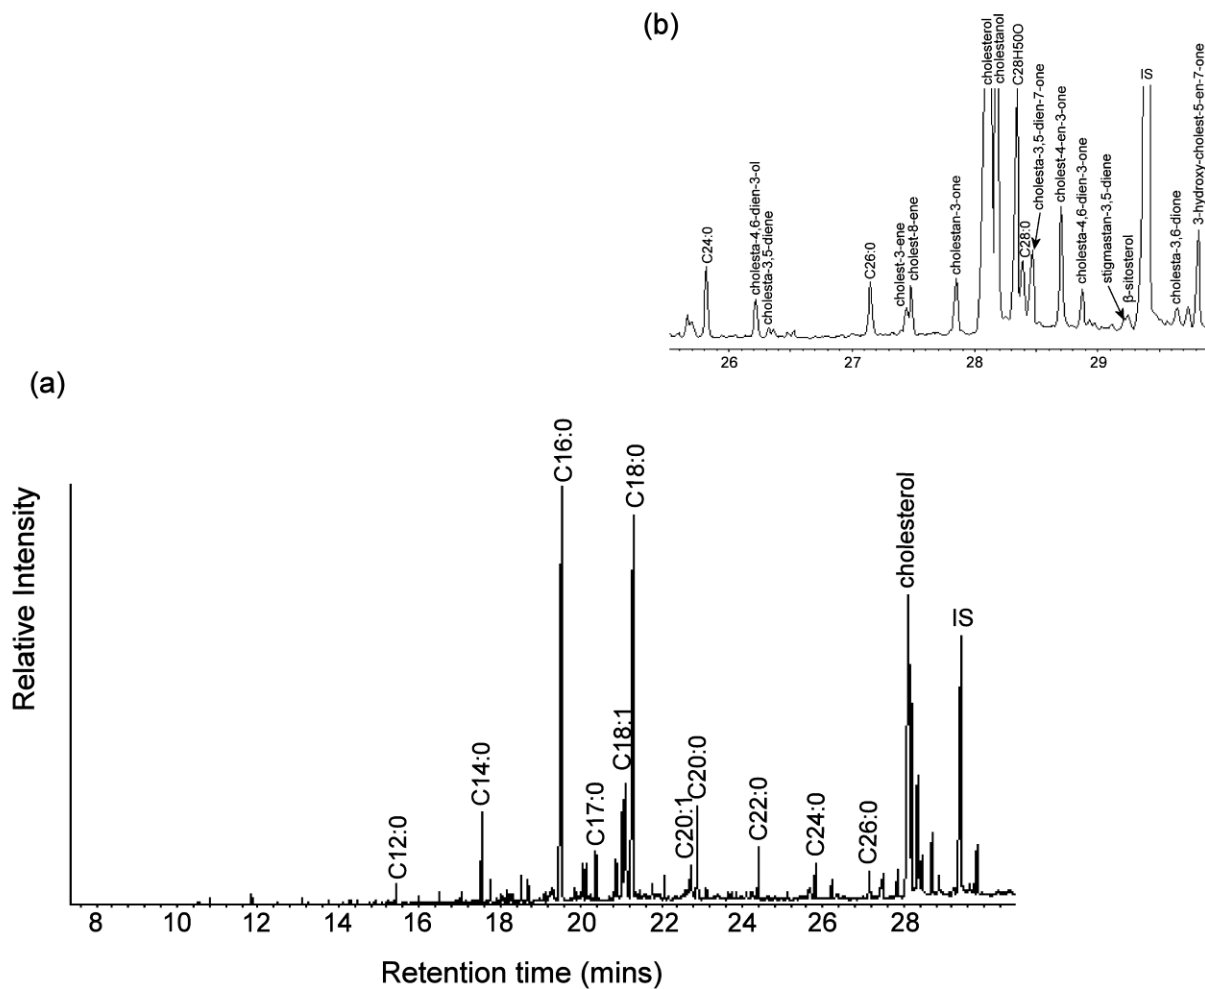 (b)
C24:0
cholesta-4,6-dien-3-ol
cholesta-3,5-diene
C26:0
cholest-3-ene
cholest-8-ene
cholestan-3-one
cholesterol
cholestanol
C28H50O
C28:0
cholesta-3,5-dien-7-one
cholest-4-en-3-one
cholesta-4,6-dien-3-one
stigmastan-3,5-diene
β-sitosterol
IS
cholesta-3,6-dione
3-hydroxy-cholest-5-en-7-one
26 27 28 29
(a)
Relative Intensity
C12:0
C14:0
C16:0
C17:0
C18:1
C18:0
C20:1
C20:0
C22:0
C24:0
C26:0
cholesterol
IS
8 10 12 14 16 18 20 22 24 26 28
Retention time (mins)